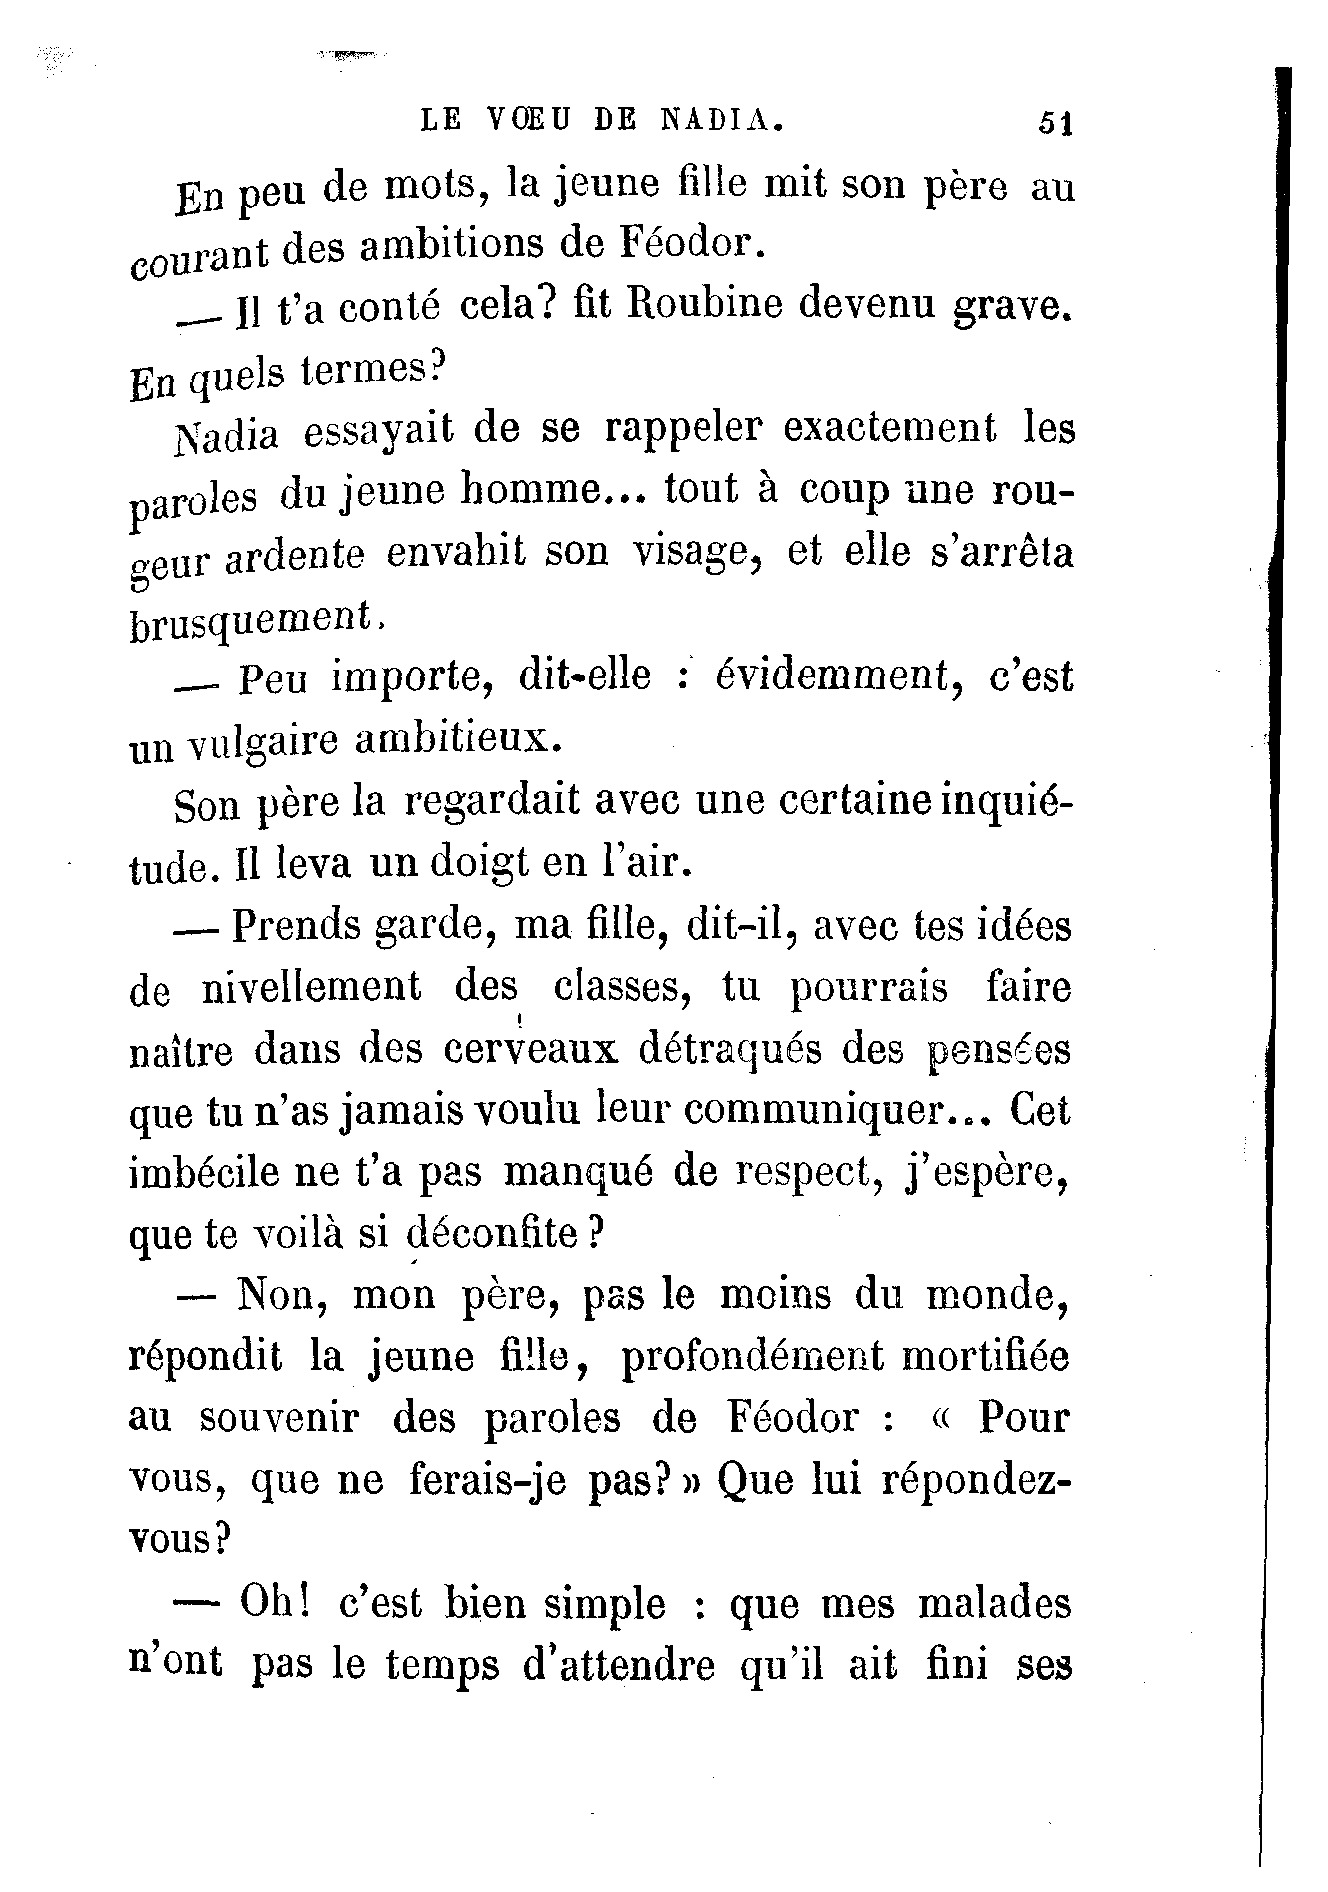 LE VŒU DE NADIA. 51
En peu de mots, la jeune fille mit son père au
courant des ambitions de Féodor.
— Il t'a conté cela? fit Roubine devenu grave.
En quels termes?
Nadia essayait de se rappeler exactement les
paroles du jeune homme... tout à coup une rou-
geur ardente envahit son visage, et elle s'arrêta
brusquement.
— Peu importe, dit-elle : évidemment, c'est
un vulgaire ambitieux.
Son père la regardait avec une certaine inquié-
tude. Il leva un doigt en l'air.
— Prends garde, ma fille, dit-il, avec tes idées
de nivellement des classes, tu pourrais faire
naître dans des cerveaux détraqués des pensées
que tu n'as jamais voulu leur communiquer... Cet
imbécile ne t'a pas manqué de respect, j'espère,
que te voilà si déconfite ?
— Non, mon père, pas le moins du monde,
répondit la jeune fille, profondément mortifiée
au souvenir des paroles de Féodor : « Pour
vous, que ne ferais-je pas? » Que lui répondez-
vous?
— Oh! c'est bien simple : que mes malades
n'ont pas le temps d'attendre qu'il ait fini ses